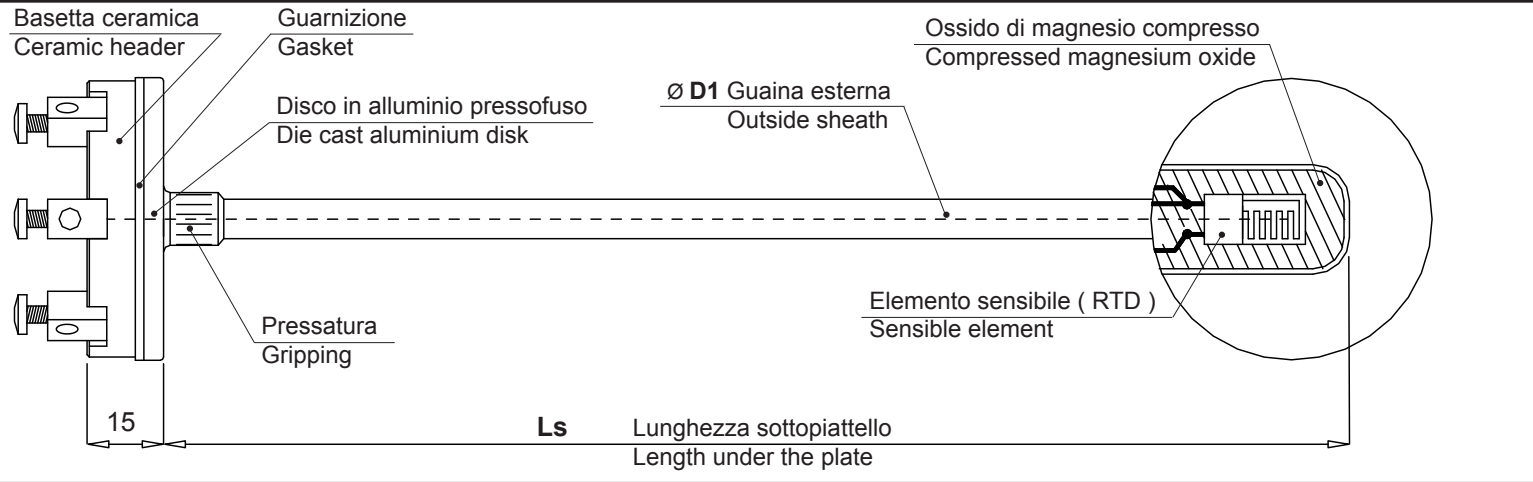 Basetta ceramica
Ceramic header
Guarnizione
Gasket
Ossido di magnesio compresso
Compressed magnesium oxide
Disco in alluminio pressofuso
Die cast aluminium disk
Ø D1 Guaina esterna
Outside sheath
Elemento sensibile ( RTD )
Sensible element
Pressatura
Gripping
15
Ls Lunghezza sottopiattello
Length under the plate